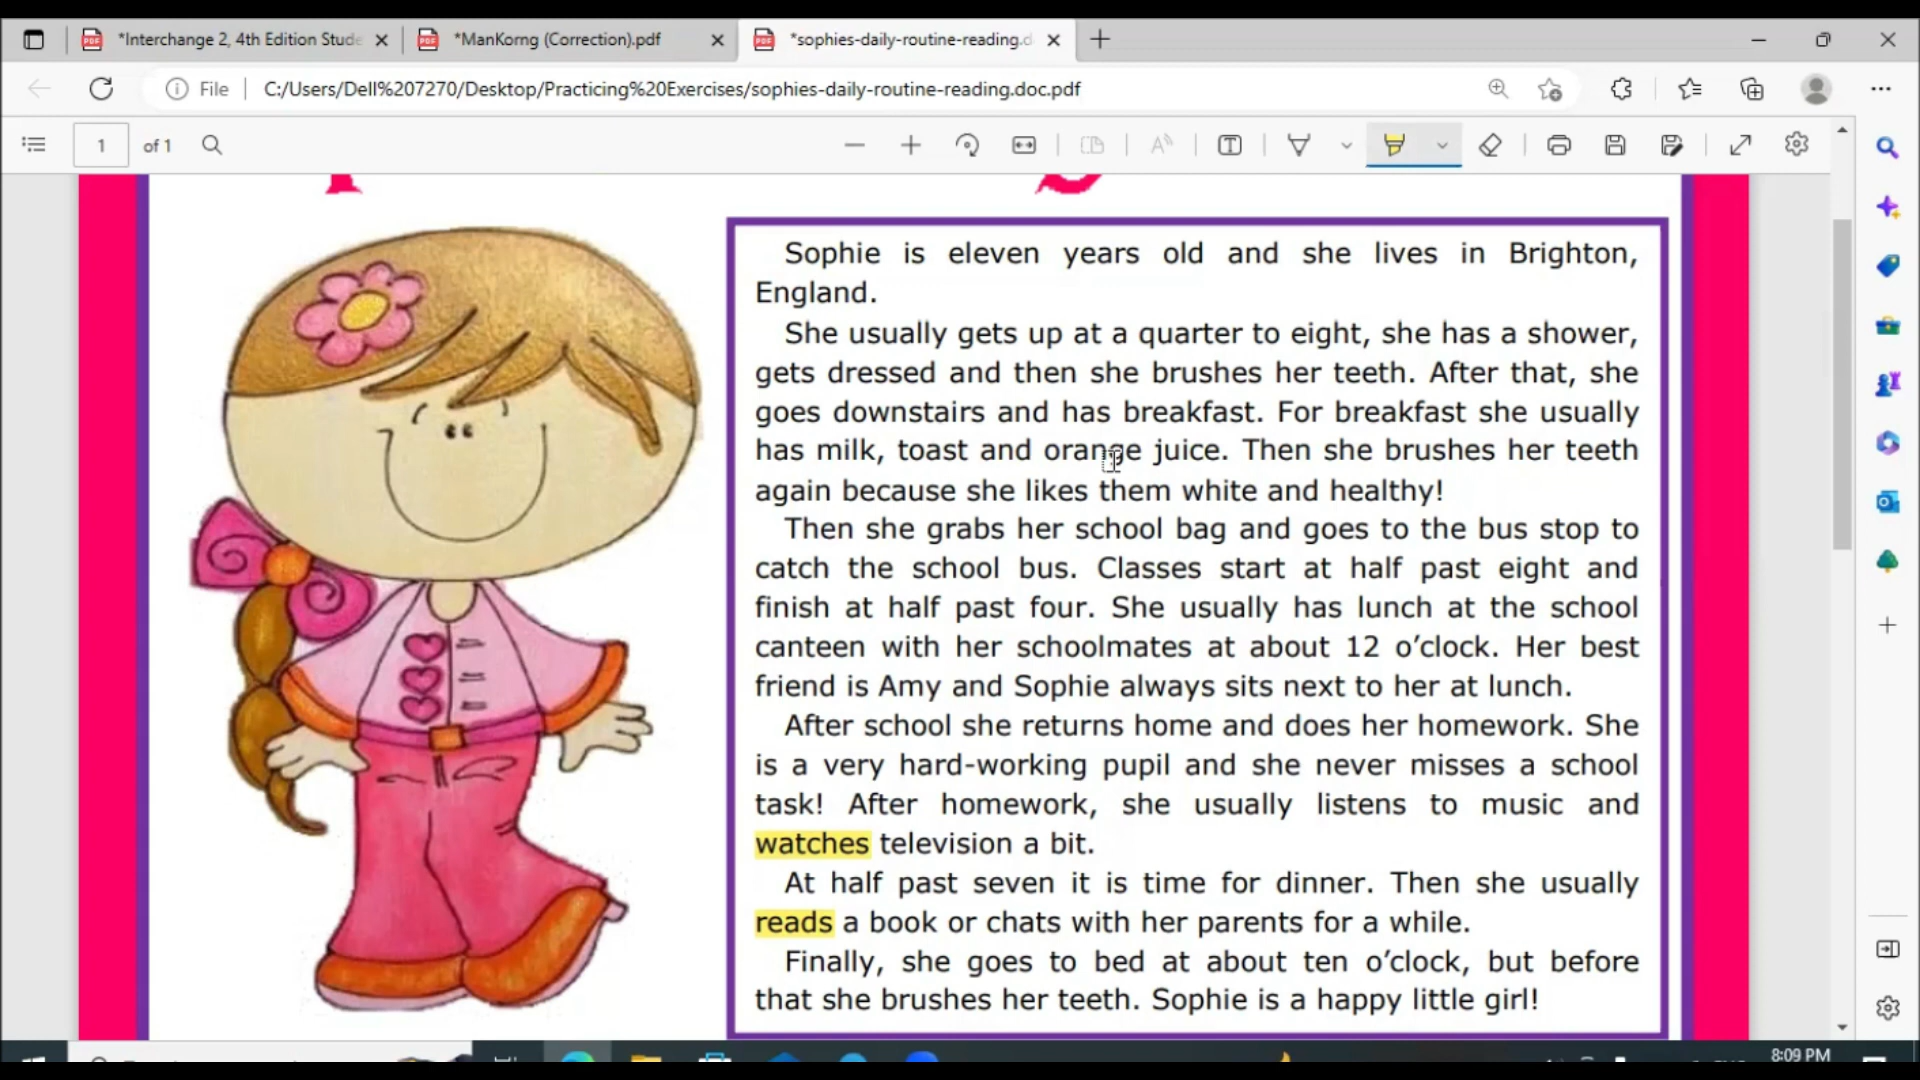 *Interchange 2, 4th Edition Stude
*ManKorng (Correction).pdf
*sophies-daily-routine-reading.d
File
C:/Users/Dell%207270/Desktop/Practicing%20Exercises/sophies-daily-routine-reading.doc.pdf
1 of 1
Sophie is eleven years old and she lives in Brighton,
England.
She usually gets up at a quarter to eight, she has a shower,
gets dressed and then she brushes her teeth. After that, she
goes downstairs and has breakfast. For breakfast she usually
has milk, toast and orange juice. Then she brushes her teeth
again because she likes them white and healthy!
Then she grabs her school bag and goes to the bus stop to
catch the school bus. Classes start at half past eight and
finish at half past four. She usually has lunch at the school
canteen with her schoolmates at about 12 o’clock. Her best
friend is Amy and Sophie always sits next to her at lunch.
After school she returns home and does her homework. She
is a very hard-working pupil and she never misses a school
task! After homework, she usually listens to music and
watches television a bit.
At half past seven it is time for dinner. Then she usually
reads a book or chats with her parents for a while.
Finally, she goes to bed at about ten o’clock, but before
that she brushes her teeth. Sophie is a happy little girl!
8:09 PM